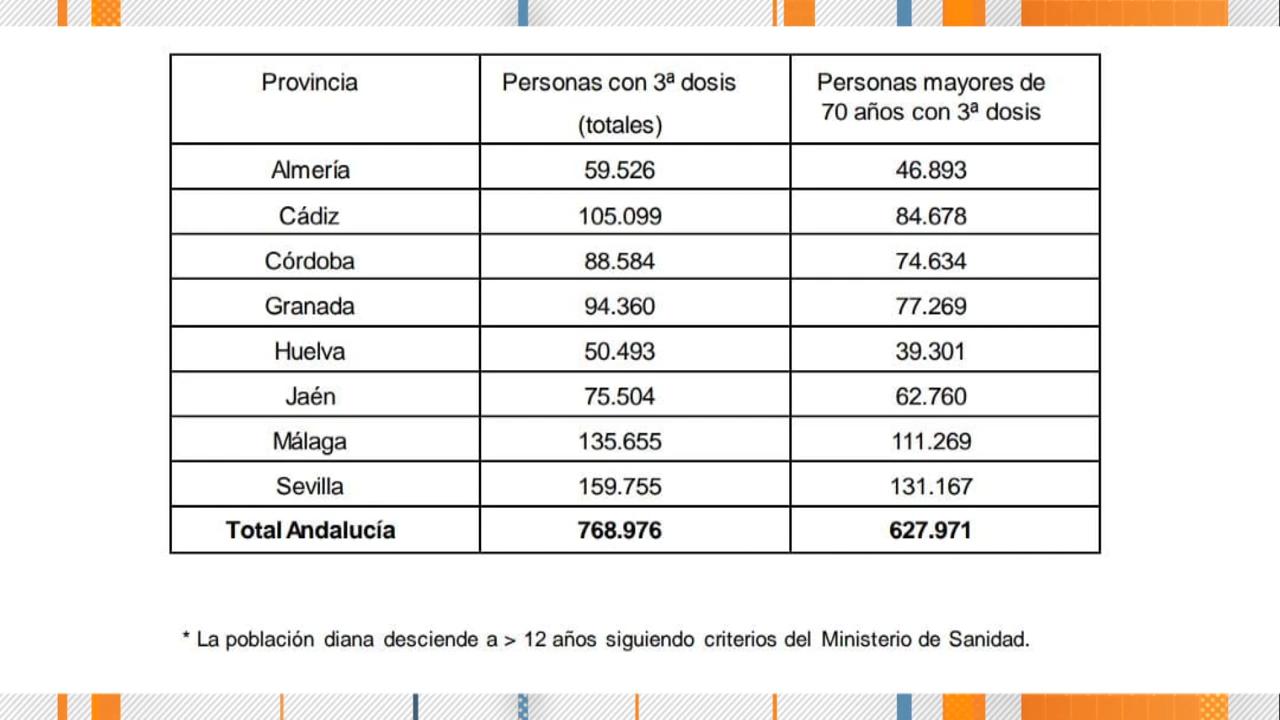 Provincia Personas con 3ª dosis Personas mayores de
(totales) 70 años con 3ª dosis
Almería 59.526 46.893
Cádiz 105.099 84.678
Córdoba 88.584 74.634
Granada 94.360 77.269
Huelva 50.493 39.301
Jaén 75.504 62.760
Málaga 135.655 111.269
Sevilla 159.755 131.167
Total Andalucía 768.976 627.971
* La población diana desciende a > 12 años siguiendo criterios del Ministerio de Sanidad.